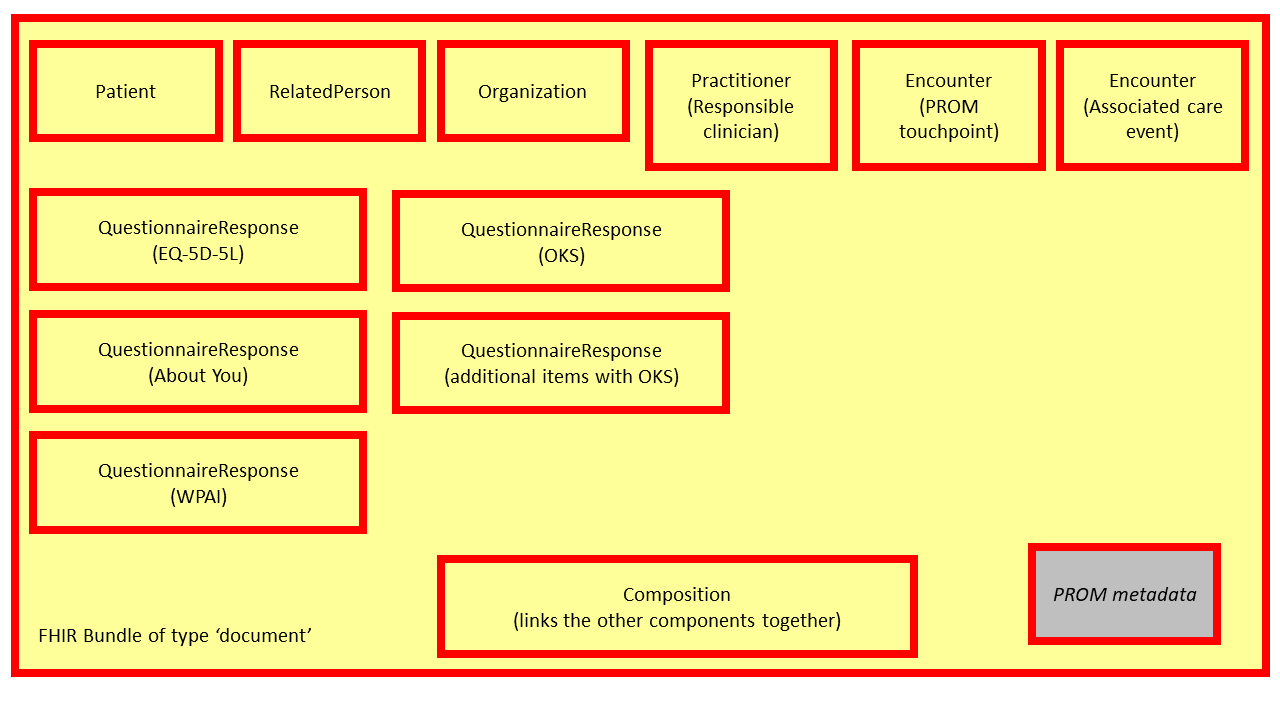 Patient
RelatedPerson
Organization
Practitioner
(Responsible
clinician)
Encounter
(PROM
touchpoint)
Encounter
(Associated care
event)
QuestionnaireResponse
(EQ-5D-5L)
QuestionnaireResponse
(OKS)
QuestionnaireResponse
(About You)
QuestionnaireResponse
(additional items with OKS)
QuestionnaireResponse
(WPAI)
Composition
(links the other components together)
PROM metadata
FHIR Bundle of type ‘document’